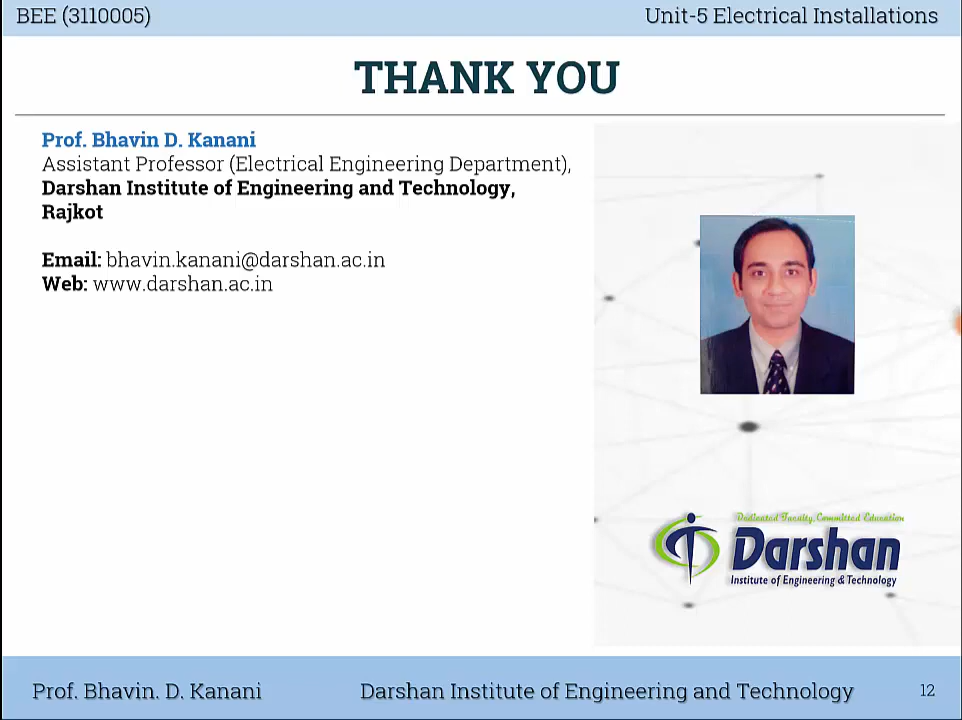 BEE (3110005)
Unit-5 Electrical Installations
THANK YOU
Prof. Bhavin D. Kanani
Assistant Professor (Electrical Engineering Department),
Darshan Institute of Engineering and Technology,
Rajkot
Email: bhavin.kanani@darshan.ac.in
Web: www.darshan.ac.in
Dedicated Faculty, Committed Education
Darshan
Institute of Engineering & Technology
Prof. Bhavin. D. Kanani
Darshan Institute of Engineering and Technology
12